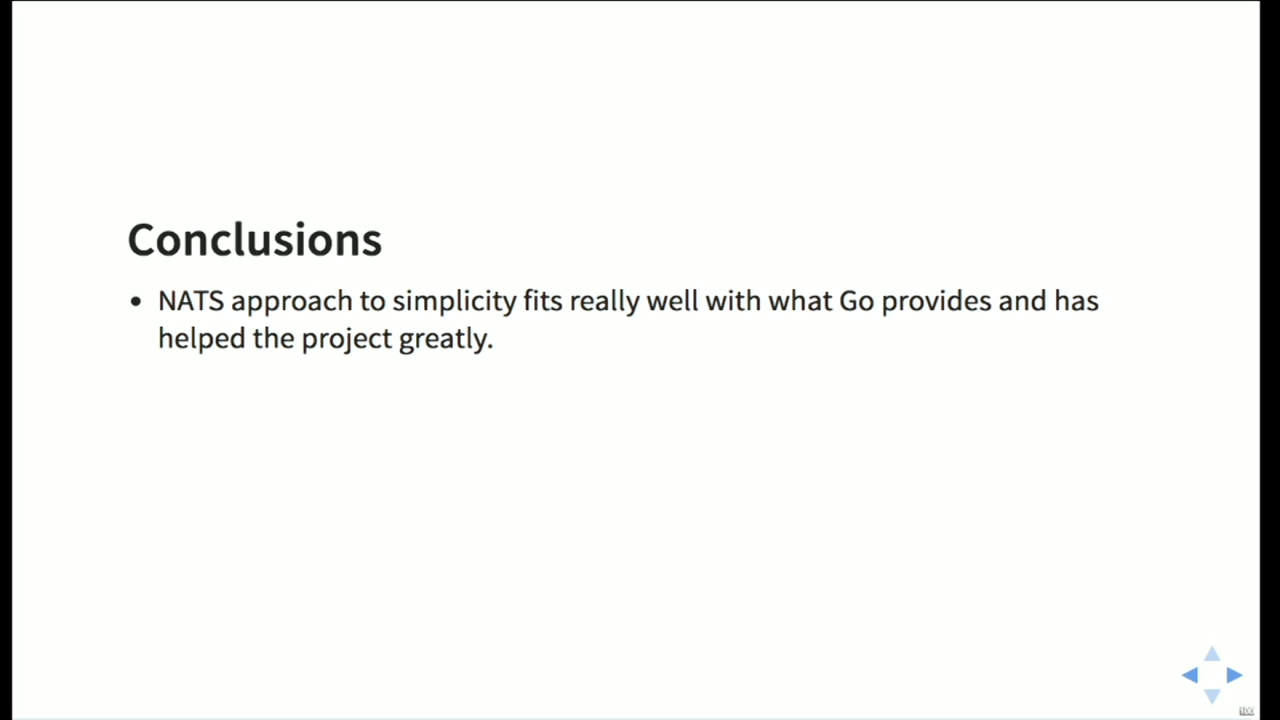 Conclusions
• NATS approach to simplicity fits really well with what Go provides and has
helped the project greatly.